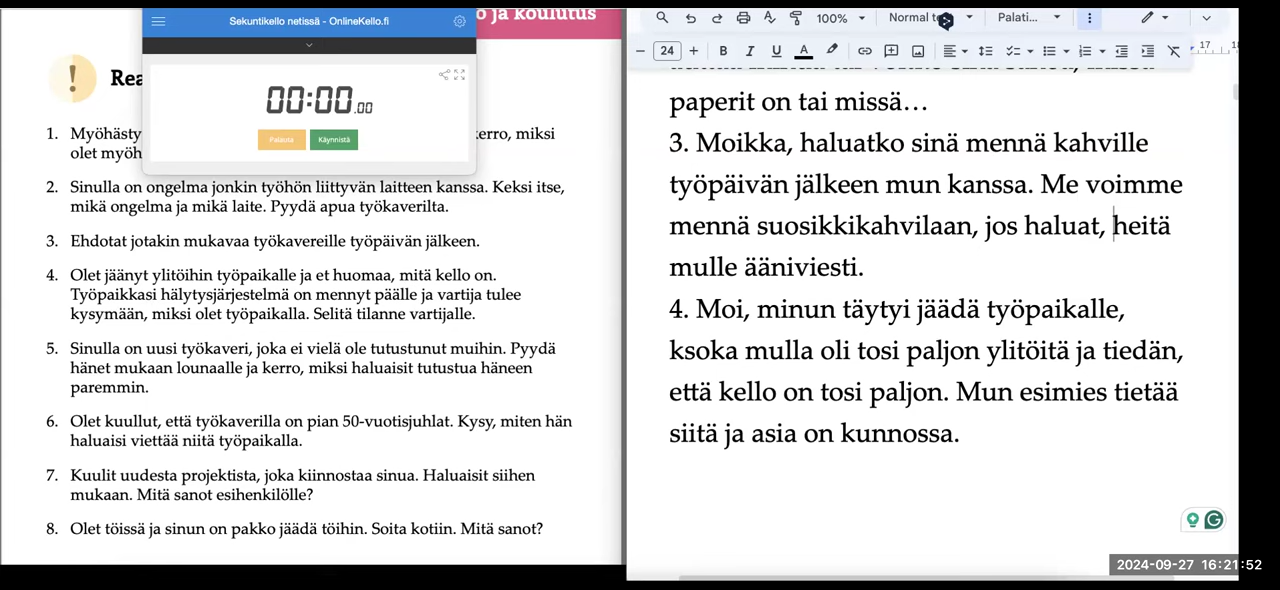 Sekuntikello netissä - OnlineKello.fi
o ja koulutus
00:00.00
Palauta
Käynnistä
! Rea
1. Myöhästy kerro, miksi
olet myöh
2. Sinulla on ongelma jonkin työhön liittyvän laitteen kanssa. Keksi itse,
mikä ongelma ja mikä laite. Pyydä apua työkaverilta.
3. Ehdotat jotakin mukavaa työkavereille työpäivän jälkeen.
4. Olet jäänyt ylitöihin työpaikalle ja et huomaa, mitä kello on.
Työpaikkasi hälytysjärjestelmä on mennyt päälle ja vartija tulee
kysymään, miksi olet työpaikalla. Selitä tilanne vartijalle.
5. Sinulla on uusi työkaveri, joka ei vielä ole tutustunut muihin. Pyydä
hänet mukaan lounaalle ja kerro, miksi haluaisit tutustua häneen
paremmin.
6. Olet kuullut, että työkaverilla on pian 50-vuotisjuhlat. Kysy, miten hän
haluaisi viettää niitä työpaikalla.
7. Kuulit uudesta projektista, joka kiinnostaa sinua. Haluaisit siihen
mukaan. Mitä sanot esihenkilölle?
8. Olet töissä ja sinun on pakko jäädä töihin. Soita kotiin. Mitä sanot?
100% Normal te Palati...
24 B I U A 17 18
paperit on tai missä…
3. Moikka, haluatko sinä mennä kahville
työpäivän jälkeen mun kanssa. Me voimme
mennä suosikkikahvilaan, jos haluat, heitä
mulle ääniviesti.
4. Moi, minun täytyi jäädä työpaikalle,
ksoka mulla oli tosi paljon ylitöitä ja tiedän,
että kello on tosi paljon. Mun esimies tietää
siitä ja asia on kunnossa.
2024-09-27 16:21:52